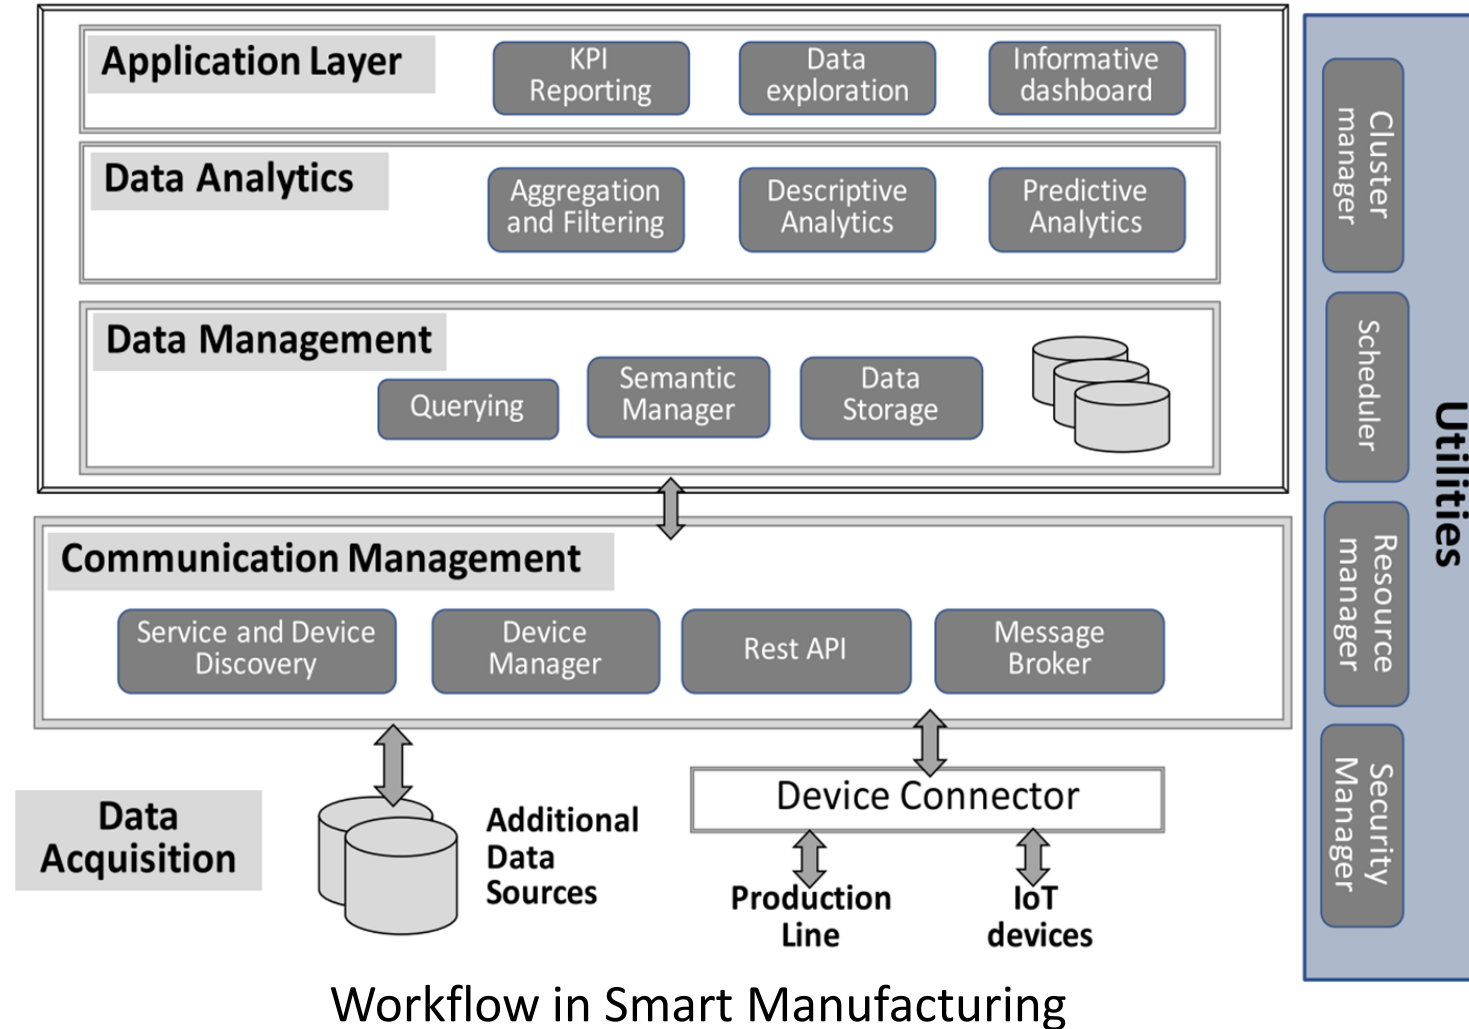 Application Layer
KPI
Reporting
Data
exploration
Informative
dashboard
Data Analytics
Aggregation
and Filtering
Descriptive
Analytics
Predictive
Analytics
Data Management
Querying
Semantic
Manager
Data
Storage
Communication Management
Service and Device
Discovery
Device
Manager
Rest API
Message
Broker
Data
Acquisition
Additional
Data
Sources
Device Connector
Production
Line
IoT
devices
Utilities
Cluster
manager
Scheduler
Resource
manager
Security
Manager
Workflow in Smart Manufacturing